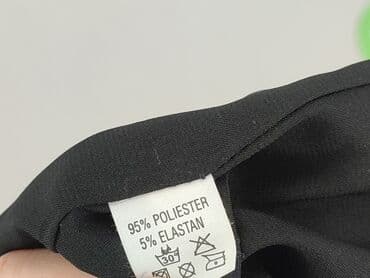 95% POLIESTER
5% ELASTAN
30